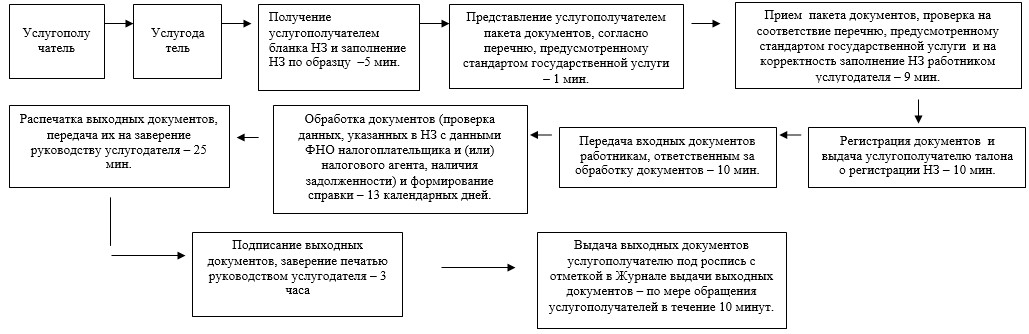 Услугополу
чатель
Услугода
тель
Получение
услугополучателем
бланка НЗ и заполнение
НЗ по образцу –5 мин.
Представление услугополучателем
пакета документов, согласно
перечню, предусмотренному
стандартом государственной услуги
– 1 мин.
Прием пакета документов, проверка на
соответствие перечню, предусмотренному
стандартом государственной услуги и на
корректность заполнение НЗ работником
услугодателя – 9 мин.
Регистрация документов и
выдача услугополучателю талона
о регистрации НЗ – 10 мин.
Передача входных документов
работникам, ответственным за
обработку документов – 10 мин.
Обработка документов (проверка
данных, указанных в НЗ с данными
ФНО налогоплательщика и (или)
налогового агента, наличия
задолженности) и формирование
справки – 13 календарных дней.
Распечатка выходных документов,
передача их на заверение
руководству услугодателя – 25
мин.
Подписание выходных
документов, заверение печатью
руководством услугодателя – 3
часа
Выдача выходных документов
услугополучателю под роспись с
отметкой в Журнале выдачи выходных
документов – по мере обращения
услугополучателей в течение 10 минут.